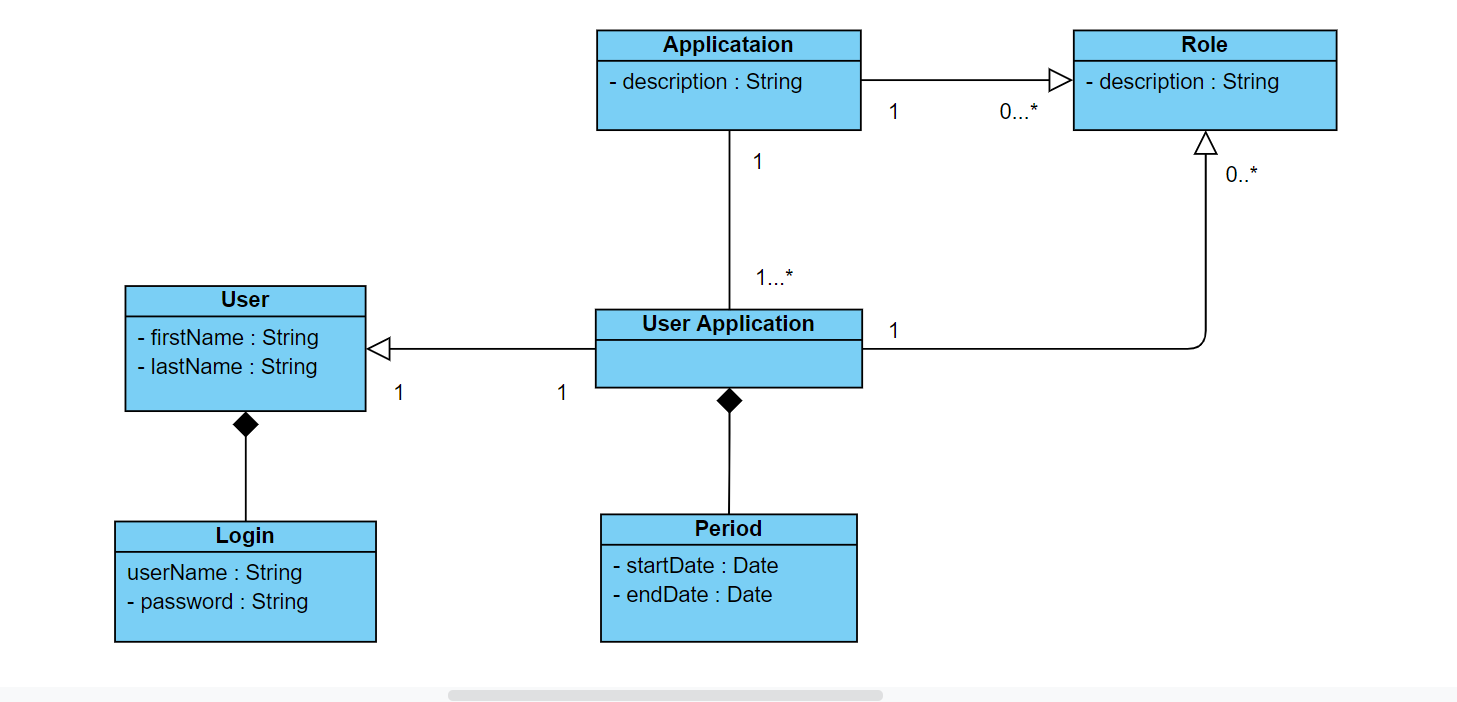 Applicataion
- description : String
Role
- description : String
1
0...*
1
0..*
1...*
User
- firstName : String
- lastName : String
User Application
1
1
1
Login
userName : String
- password : String
Period
- startDate : Date
- endDate : Date